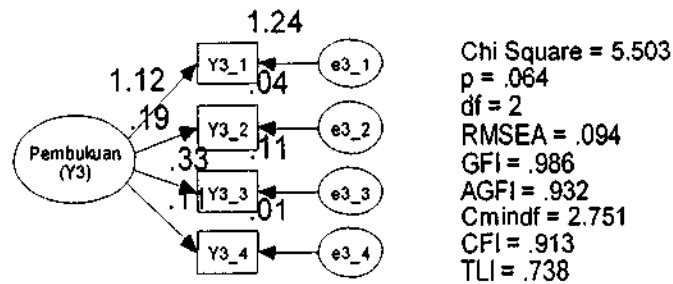 1.24
Y3_1
e3_1
1.12
.04
.19
Y3_2
e3_2
.11
Pembukuan
(Y3)
.33
Y3_3
e3_3
.11
.01
Y3_4
e3_4
Chi Square = 5.503
p = .064
df = 2
RMSEA = .094
GFI = .986
AGFI = .932
Cmindf = 2.751
CFI = .913
TLI = .738